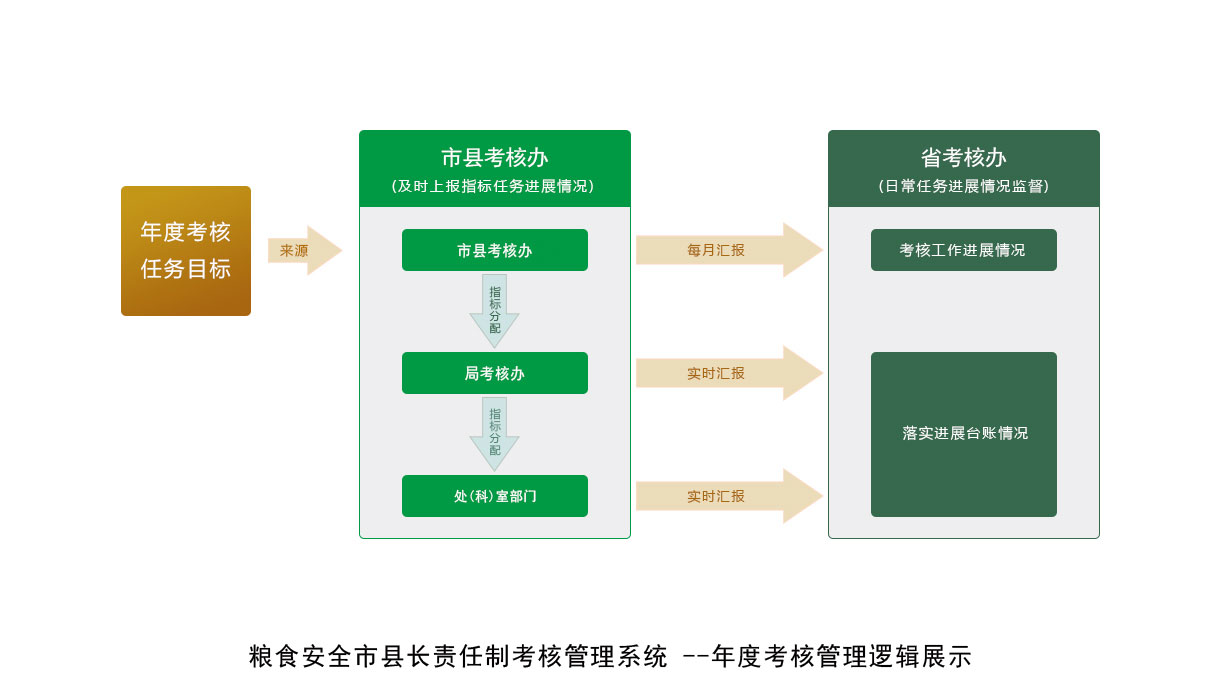 年度考核
任务目标
来源
市县考核办
(及时上报指标任务进展情况)
市县考核办
指标分配
局考核办
指标分配
处(科)室部门
每月汇报
实时汇报
实时汇报
省考核办
(日常任务进展情况监督)
考核工作进展情况
落实进展台账情况
粮食安全市县长责任制考核管理系统 --年度考核管理逻辑展示